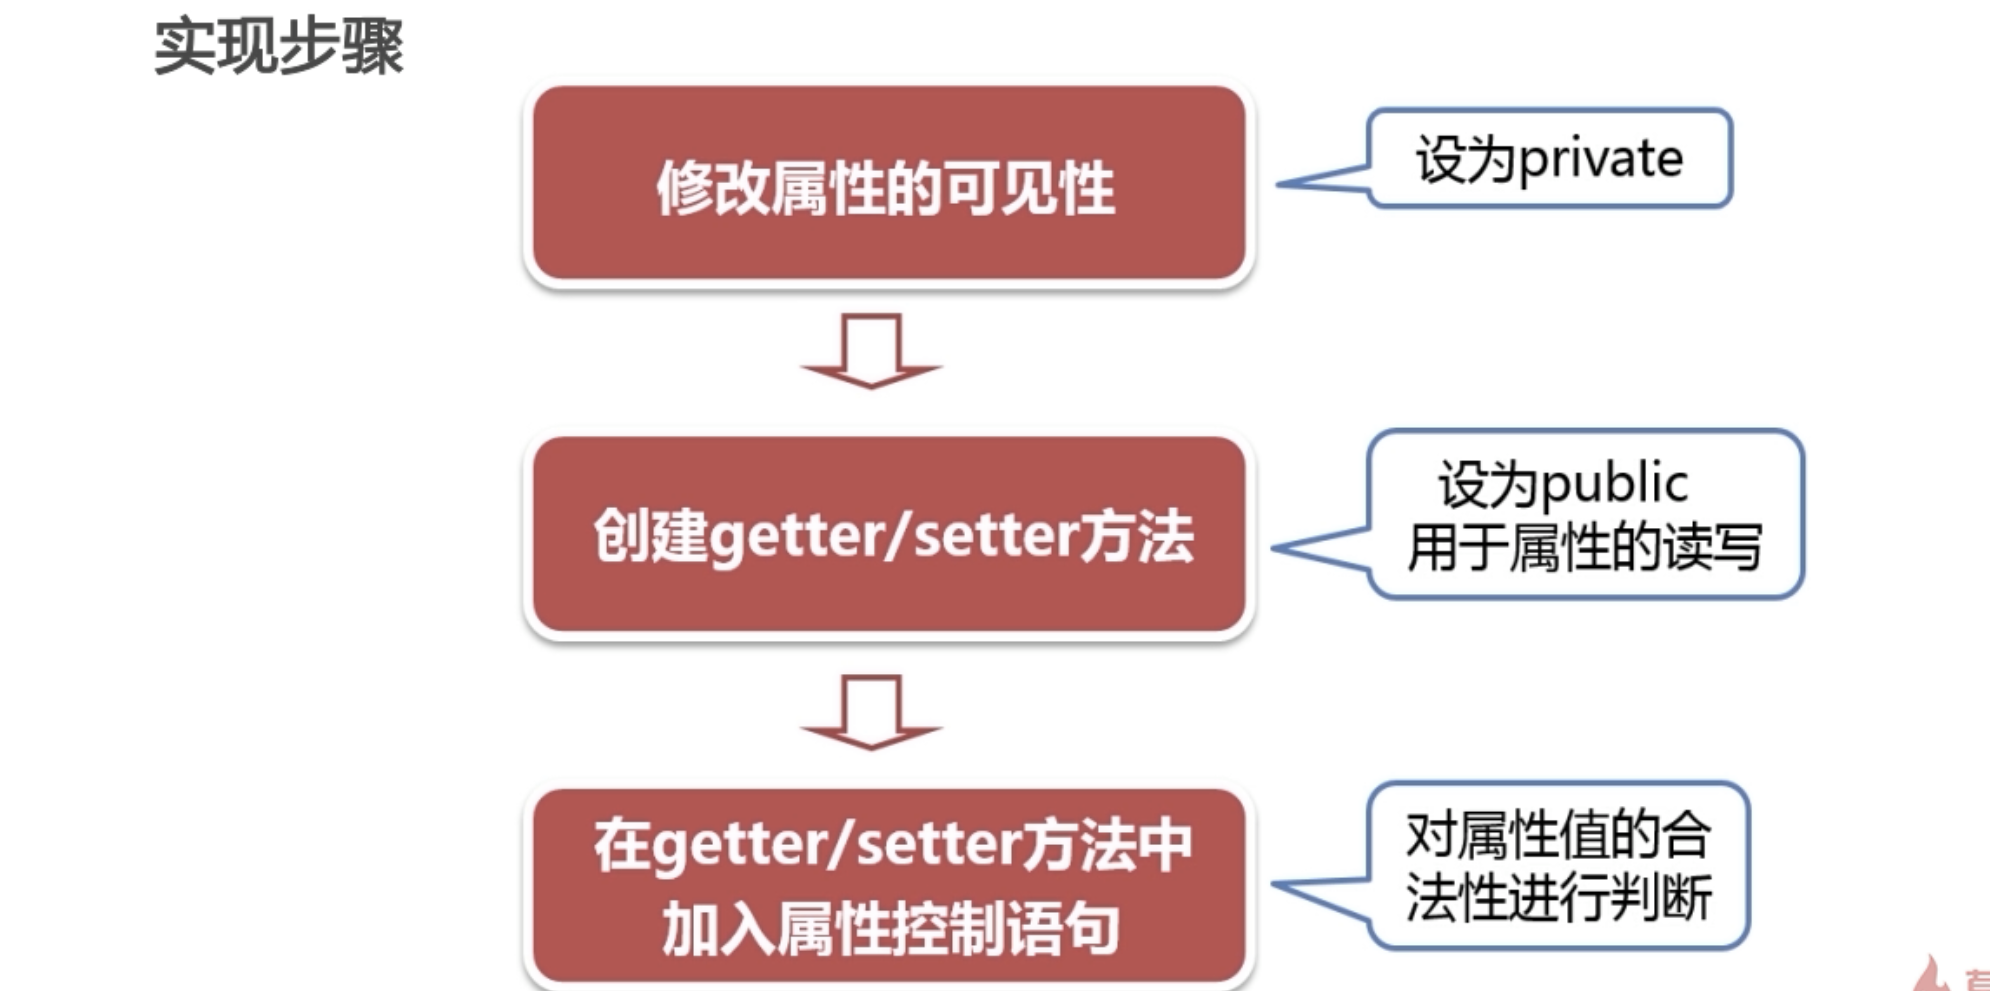 实现步骤
修改属性的可见性
设为private
创建getter/setter方法
设为public
用于属性的读写
在getter/setter方法中
加入属性控制语句
对属性值的合
法性进行判断